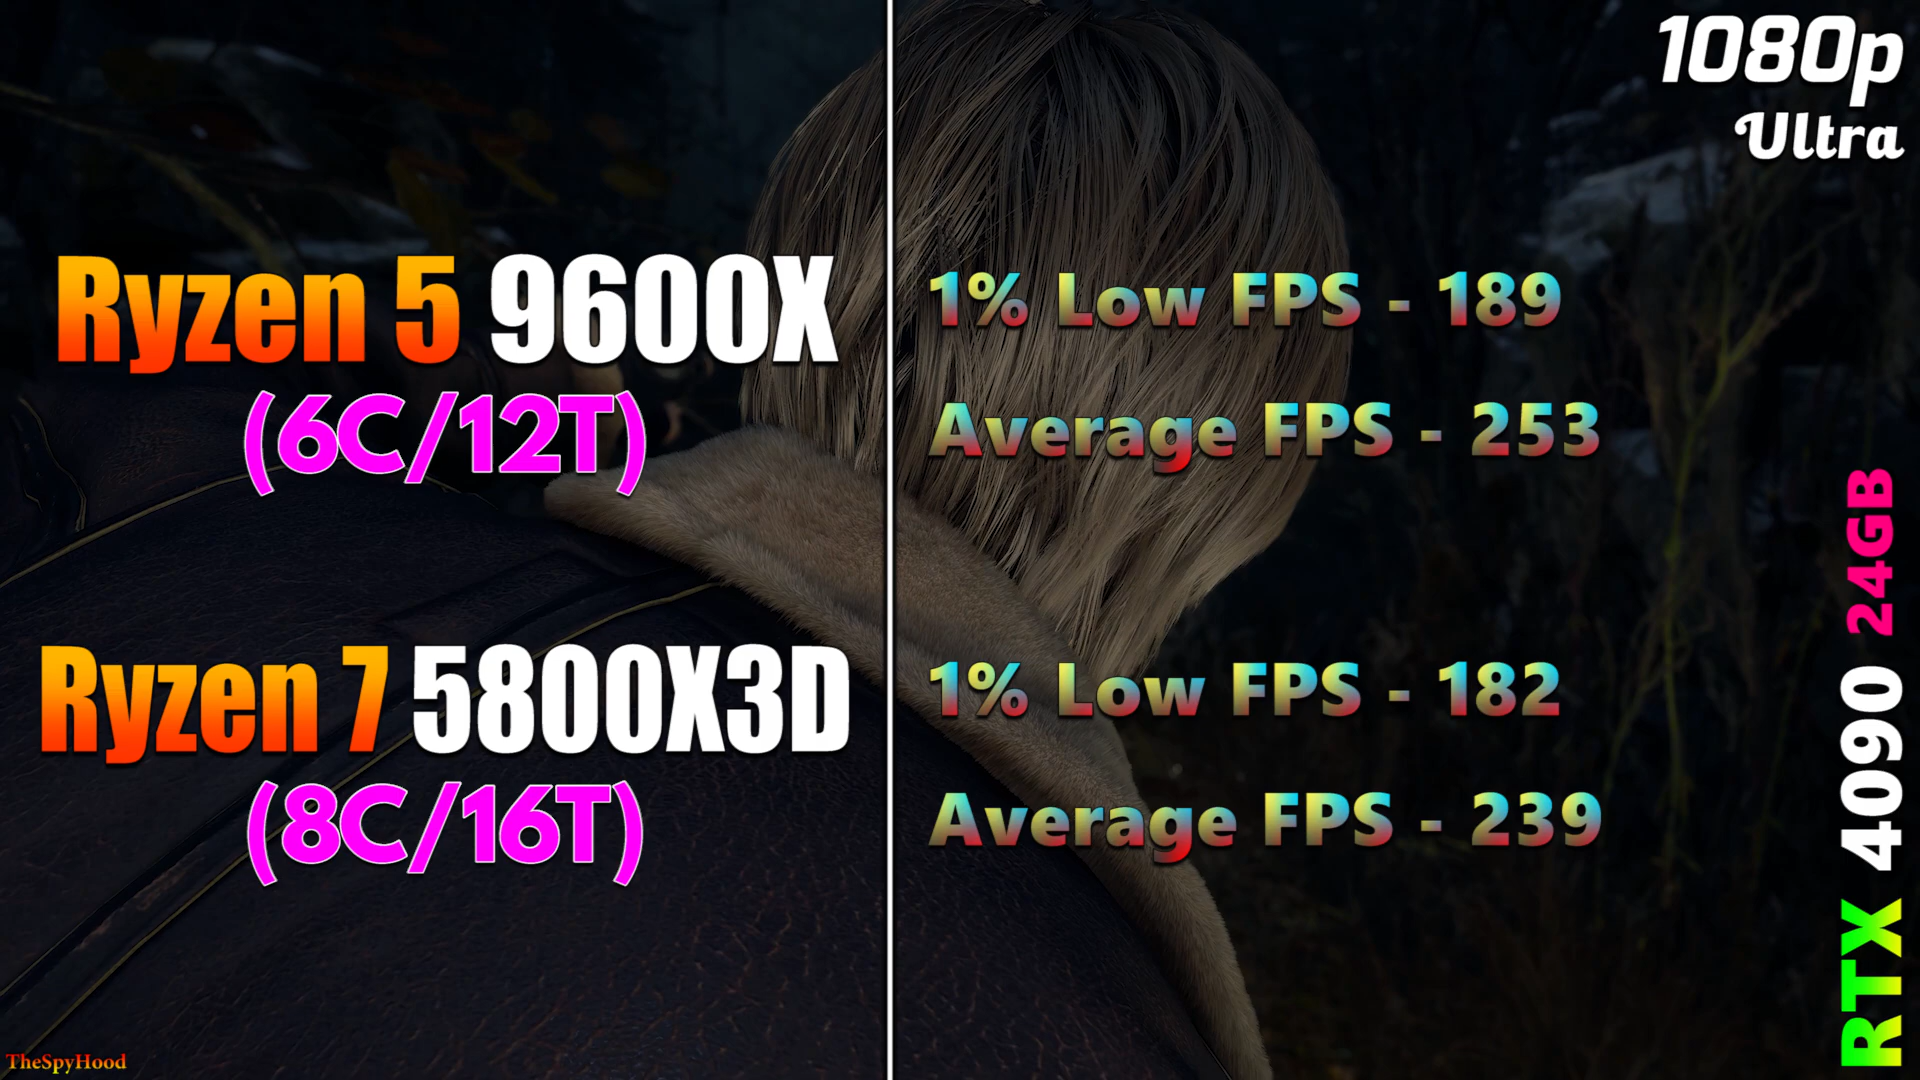 1080p
Ultra
Ryzen 5 9600X
(6C/12T)
1% Low FPS - 189
Average FPS - 253
Ryzen 7 5800X3D
(8C/16T)
1% Low FPS - 182
Average FPS - 239
RTX 4090 24GB
TheSpyHood